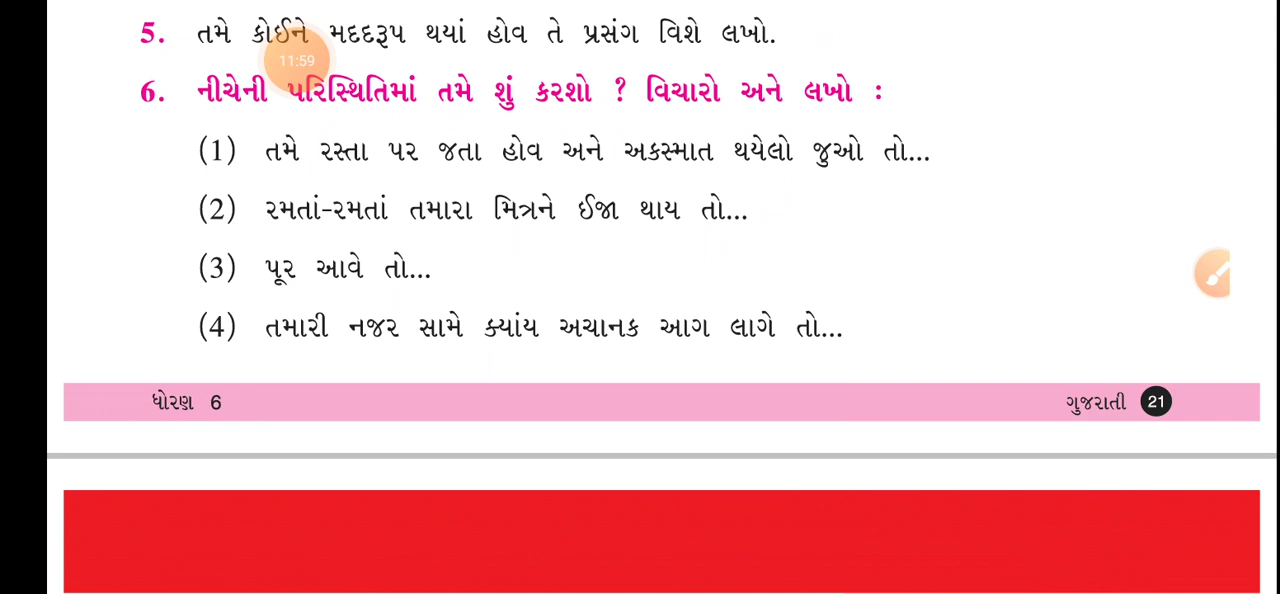 5. તમે કોઈને મદદરૂપ થયાં હોવ તે પ્રસંગ વિશે લખો.
11:59
6. નીચેની પરિસ્થિતિમાં તમે શું કરશો ? વિચારો અને લખો :
(1) તમે રસ્તા પર જતા હોવ અને અકસ્માત થયેલો જુઓ તો...
(2) રમતાં-રમતાં તમારા મિત્રને ઈજા થાય તો...
(3) પૂર આવે તો...
(4) તમારી નજર સામે ક્યાંય અચાનક આગ લાગે તો...
ધોરણ 6 ગુજરાતી 21